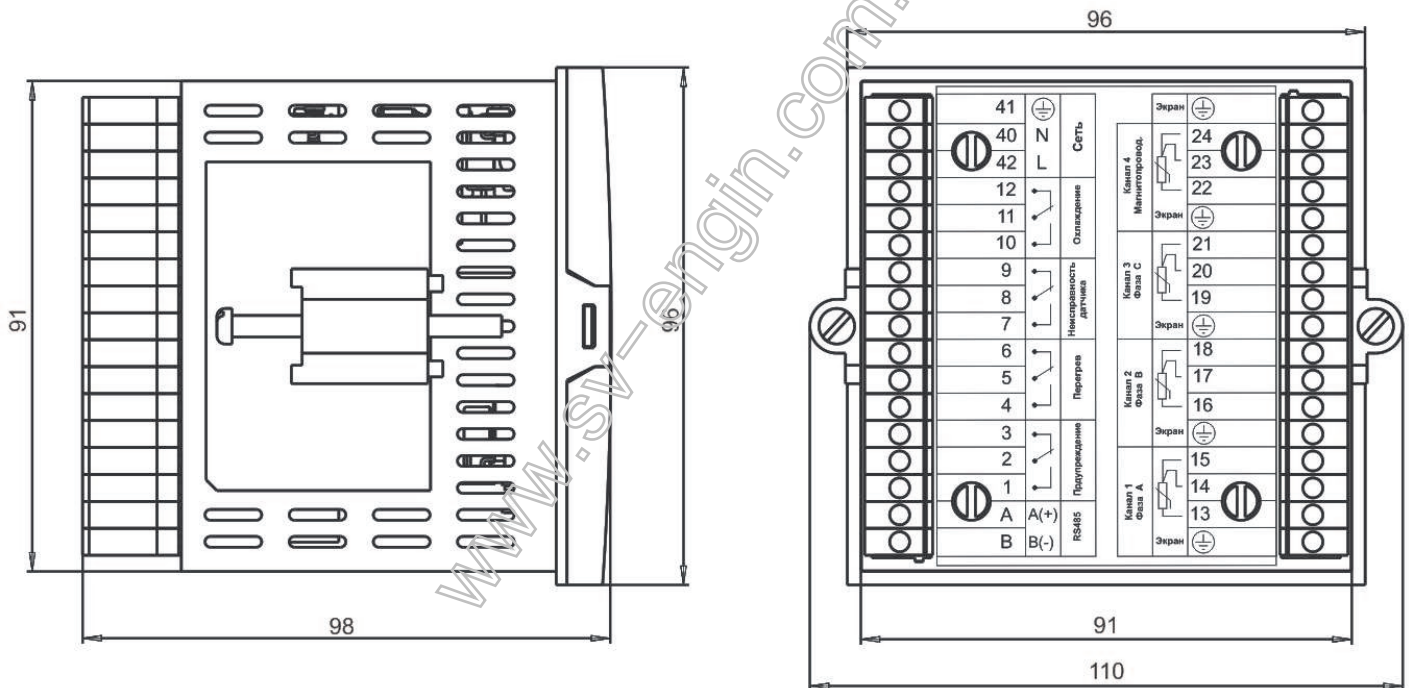 96
91
96
98
91
110
www.sv-engin.com.
41
40 N
42 L
Сеть
12
11
10
Охлаждение
9
8
7
Неисправность
датчика
6
5
4
Перегрев
3
2
1
Прдупреждение
A A(+)
B B(-)
RS485
Экран
24
23
22
Канал 4
Магнитопровод.
Экран
21
20
19
Канал 3
Фаза С
Экран
18
17
16
Канал 2
Фаза В
Экран
15
14
13
Канал 1
Фаза А
Экран